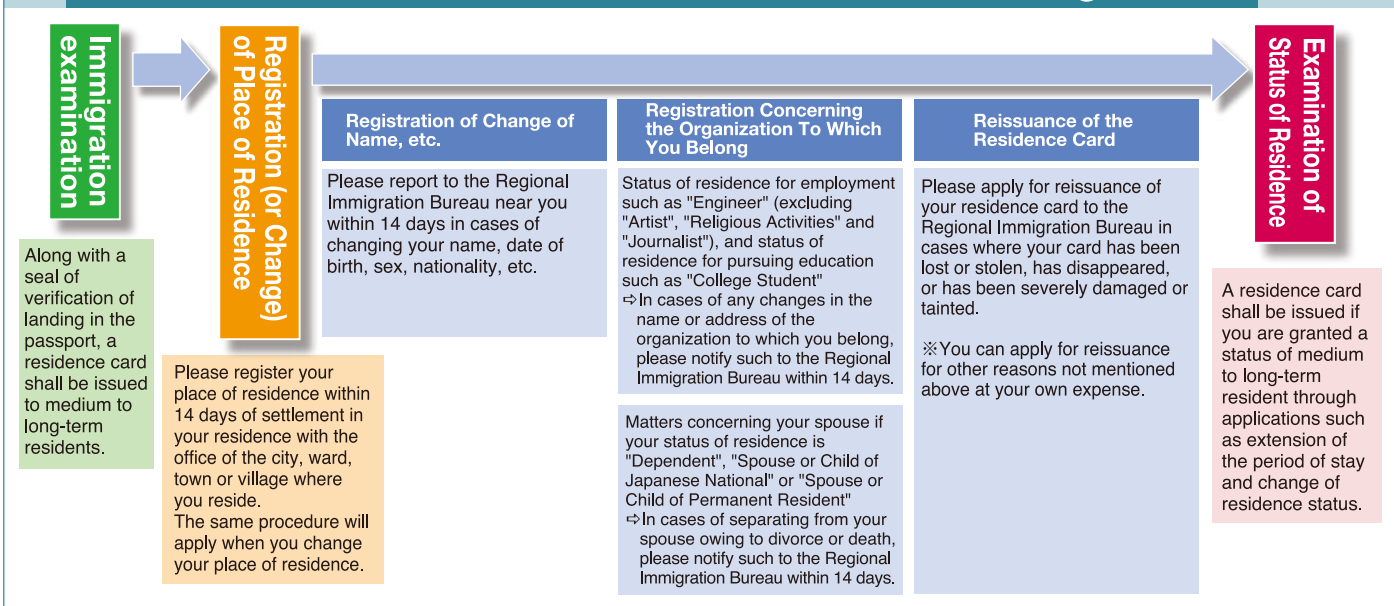 Immigration
examination
Along with a
seal of
verification of
landing in the
passport, a
residence card
shall be issued
to medium to
long-term
residents.
Registration (or Change)
of Place of Residence
Please register your
place of residence within
14 days of settlement in
your residence with the
office of the city, ward,
town or village where
you reside.
The same procedure will
apply when you change
your place of residence.
Registration of Change of
Name, etc.
Please report to the Regional
Immigration Bureau near you
within 14 days in cases of
changing your name, date of
birth, sex, nationality, etc.
Registration Concerning
the Organization To Which
You Belong
Status of residence for employment
such as "Engineer" (excluding
"Artist", "Religious Activities" and
"Journalist"), and status of
residence for pursuing education
such as "College Student"
⇨In cases of any changes in the
name or address of the
organization to which you belong,
please notify such to the Regional
Immigration Bureau within 14 days.
Matters concerning your spouse if
your status of residence is
"Dependent", "Spouse or Child of
Japanese National" or "Spouse or
Child of Permanent Resident"
⇨In cases of separating from your
spouse owing to divorce or death,
please notify such to the Regional
Immigration Bureau within 14 days.
Reissuance of the
Residence Card
Please apply for reissuance of
your residence card to the
Regional Immigration Bureau in
cases where your card has been
lost or stolen, has disappeared,
or has been severely damaged or
tainted.
※You can apply for reissuance
for other reasons not mentioned
above at your own expense.
Examination of
Status of Residence
A residence card
shall be issued if
you are granted a
status of medium
to long-term
resident through
applications such
as extension of
the period of stay
and change of
residence status.